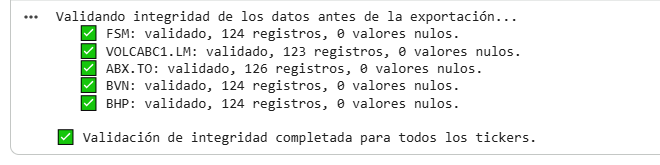 Validando integridad de los datos antes de la exportación...
✅ FSM: validado, 124 registros, 0 valores nulos.
✅ VOLCABC1.LM: validado, 123 registros, 0 valores nulos.
✅ ABX.TO: validado, 126 registros, 0 valores nulos.
✅ BVN: validado, 124 registros, 0 valores nulos.
✅ BHP: validado, 124 registros, 0 valores nulos.
✅ Validación de integridad completada para todos los tickers.